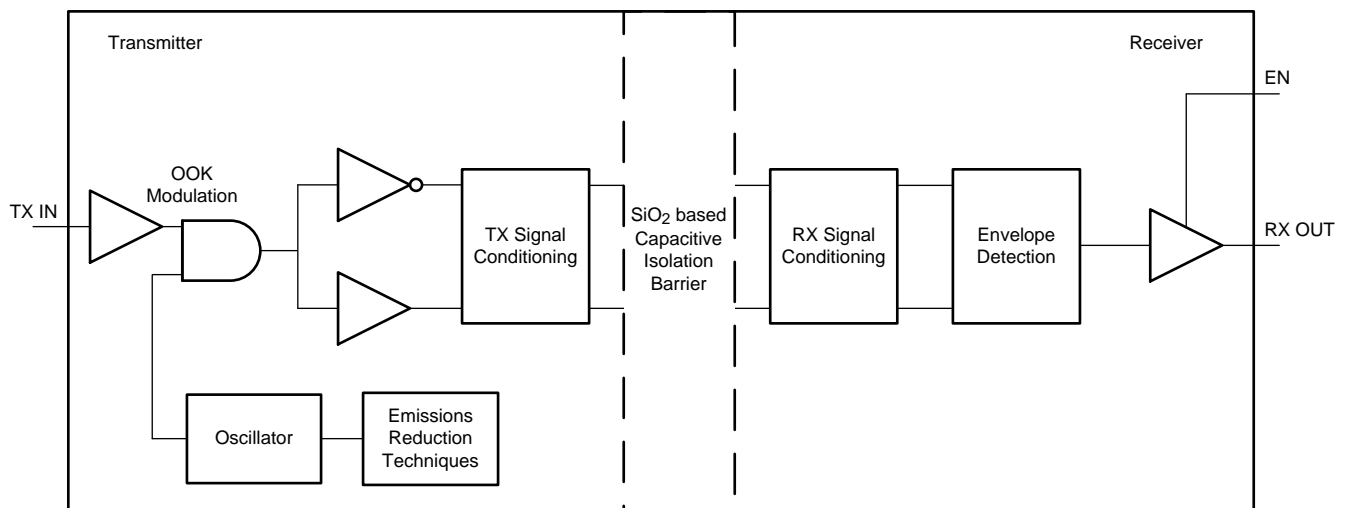 Transmitter
Receiver
EN
OOK
Modulation
TX IN
TX Signal
Conditioning
SiO2 based
Capacitive
Isolation
Barrier
RX Signal
Conditioning
Envelope
Detection
RX OUT
Oscillator
Emissions
Reduction
Techniques